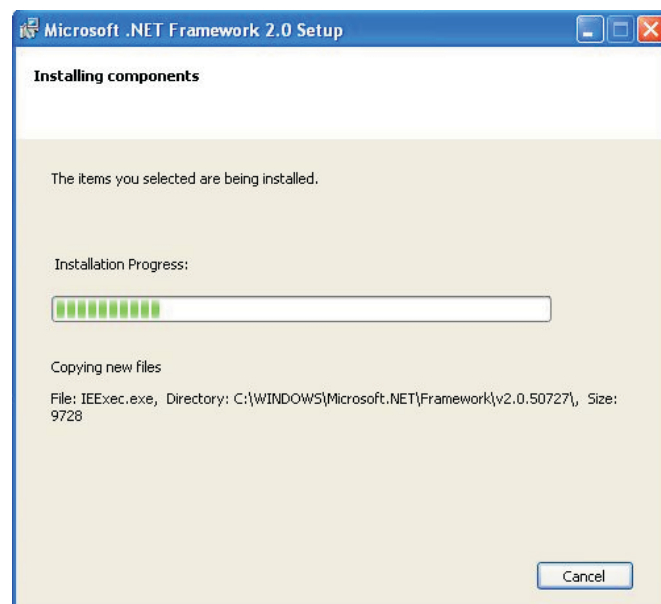 Microsoft .NET Framework 2.0 Setup
Installing components
The items you selected are being installed.
Installation Progress:
Copying new files
File: IEExec.exe, Directory: C:\WINDOWS\Microsoft.NET\Framework\v2.0.50727\, Size:
9728
Cancel